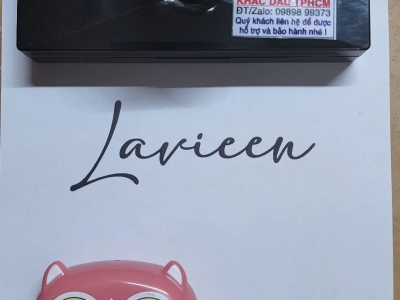 KHẮC DẤU TPHCM
ĐT/Zalo: 09898 99373
Quý khách liên hệ để được
hỗ trợ và bảo hành nhé !
Lavieen